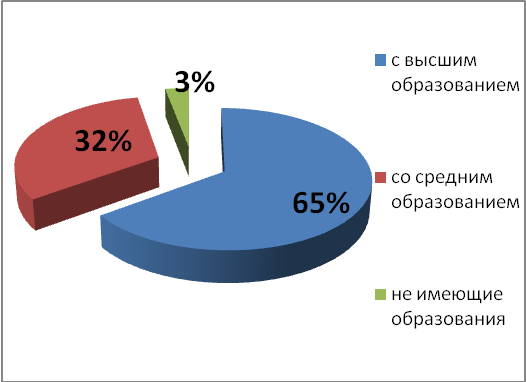 3%
32%
65%
с высшим
образованием
со средним
образованием
не имеющие
образования